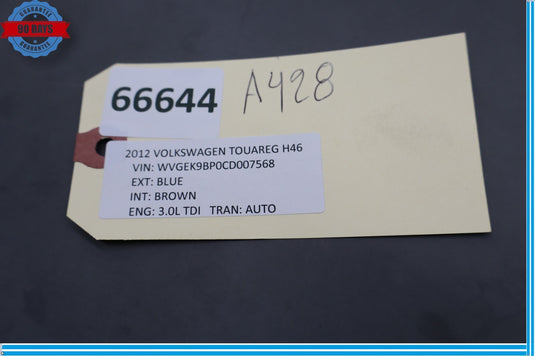 GUARANTEE
90 DAYS
GUARANTEE
66644
A428
2012 VOLKSWAGEN TOUAREG H46
VIN: WVGEK9BP0CD007568
EXT: BLUE
INT: BROWN
ENG: 3.0L TDI TRAN: AUTO